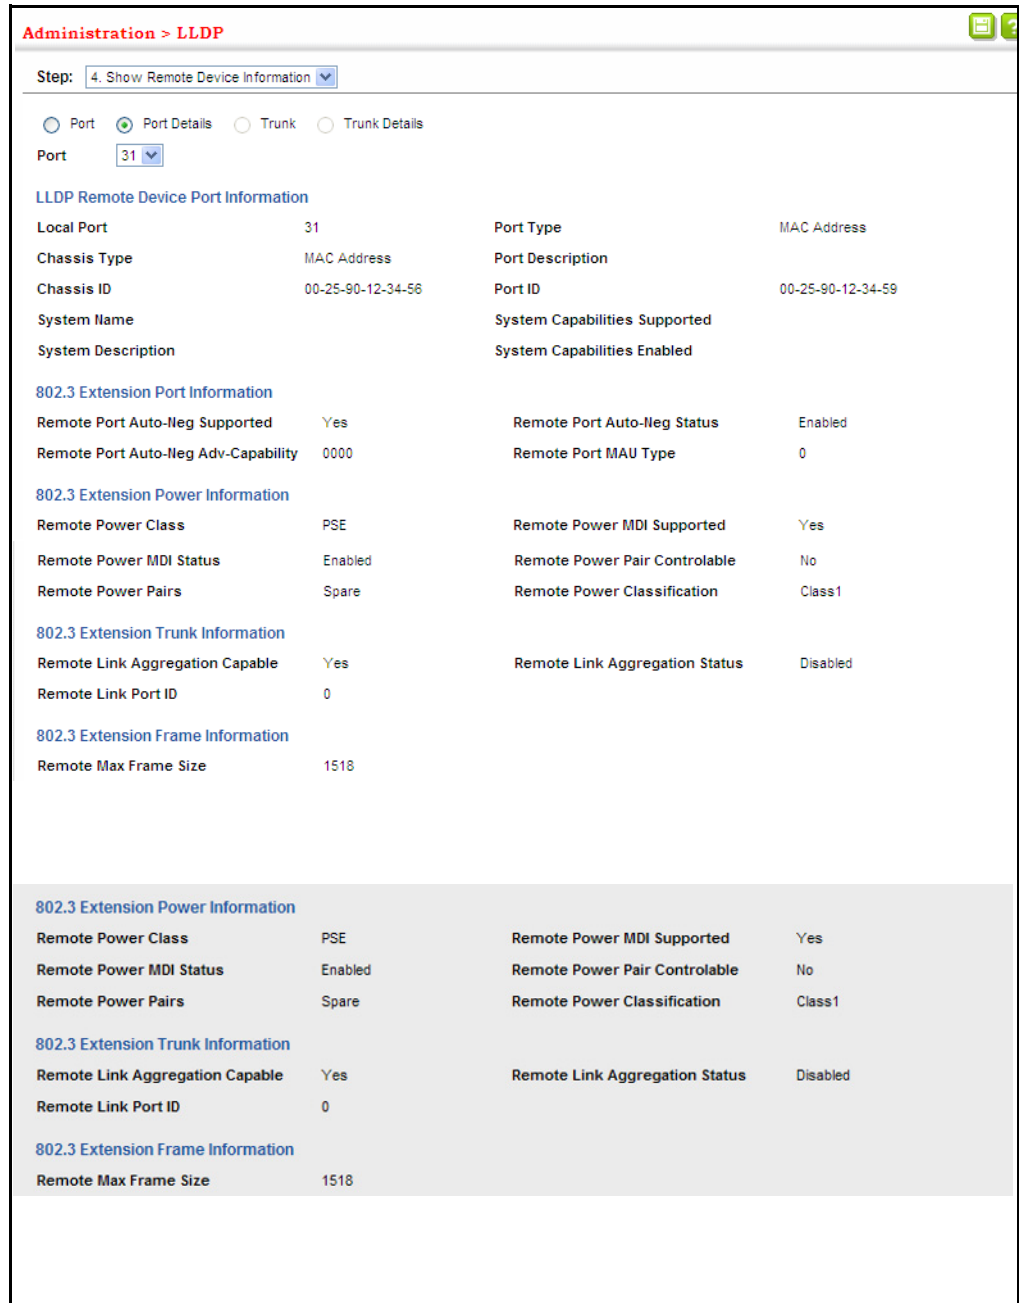 Administration > LLDP
?
Step: 4. Show Remote Device Information
Port Port Details Trunk Trunk Details
Port 31
LLDP Remote Device Port Information
Local Port 31 Port Type MAC Address
Chassis Type MAC Address Port Description
Chassis ID 00-25-90-12-34-56 Port ID 00-25-90-12-34-59
System Name System Capabilities Supported
System Description System Capabilities Enabled
802.3 Extension Port Information
Remote Port Auto-Neg Supported Yes Remote Port Auto-Neg Status Enabled
Remote Port Auto-Neg Adv-Capability 0000 Remote Port MAU Type 0
802.3 Extension Power Information
Remote Power Class PSE Remote Power MDI Supported Yes
Remote Power MDI Status Enabled Remote Power Pair Controlable No
Remote Power Pairs Spare Remote Power Classification Class1
802.3 Extension Trunk Information
Remote Link Aggregation Capable Yes Remote Link Aggregation Status Disabled
Remote Link Port ID 0
802.3 Extension Frame Information
Remote Max Frame Size 1518
802.3 Extension Power Information
Remote Power Class PSE Remote Power MDI Supported Yes
Remote Power MDI Status Enabled Remote Power Pair Controlable No
Remote Power Pairs Spare Remote Power Classification Class1
802.3 Extension Trunk Information
Remote Link Aggregation Capable Yes Remote Link Aggregation Status Disabled
Remote Link Port ID 0
802.3 Extension Frame Information
Remote Max Frame Size 1518